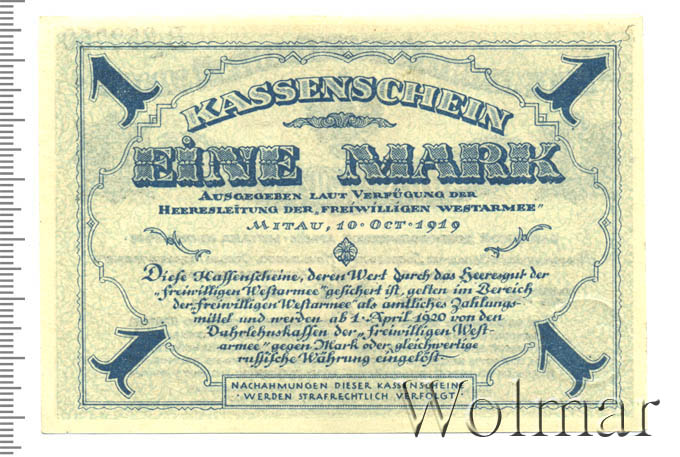 1 1
KASSENSCHEIN
EINE MARK
AUSGEGEBEN LAUT VERFÜGUNG DER
HEERESLEITUNG DER „FREIWILLIGEN WESTARMEE“
MITAU, 10·OCT·1919
Diese Kassenscheine, deren Wert durch das Heeresgut der
„freiwilligen Westarmee“ gesichert ist, gelten im Bereich
der „freiwilligen Westarmee“ als amtliches Zahlungs-
mittel und werden ab 1·April 1920 von den
Darlehnskassen der „freiwilligen West-
armee“ gegen Mark oder gleichwertige
russische Währung eingelöst·
1 1
NACHAHMUNGEN DIESER KASSENSCHEINE
·WERDEN STRAFRECHTLICH VERFOLGT·
Wolmar